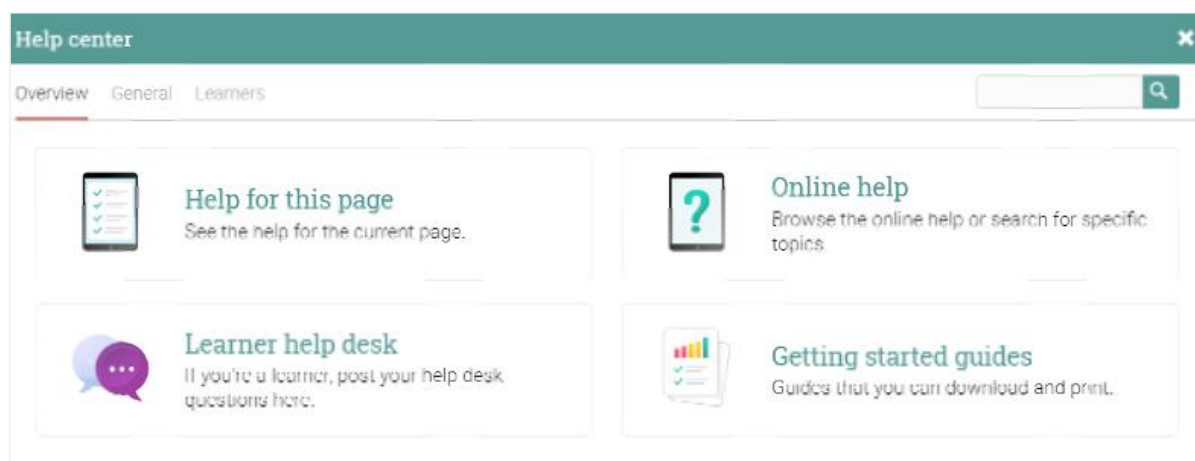 Help center
Overview General Learners
Help for this page
See the help for the current page.
Online help
Browse the online help or search for specific
topics
Learner help desk
If you're a learner, post your help desk
questions here.
Getting started guides
Guides that you can download and print.